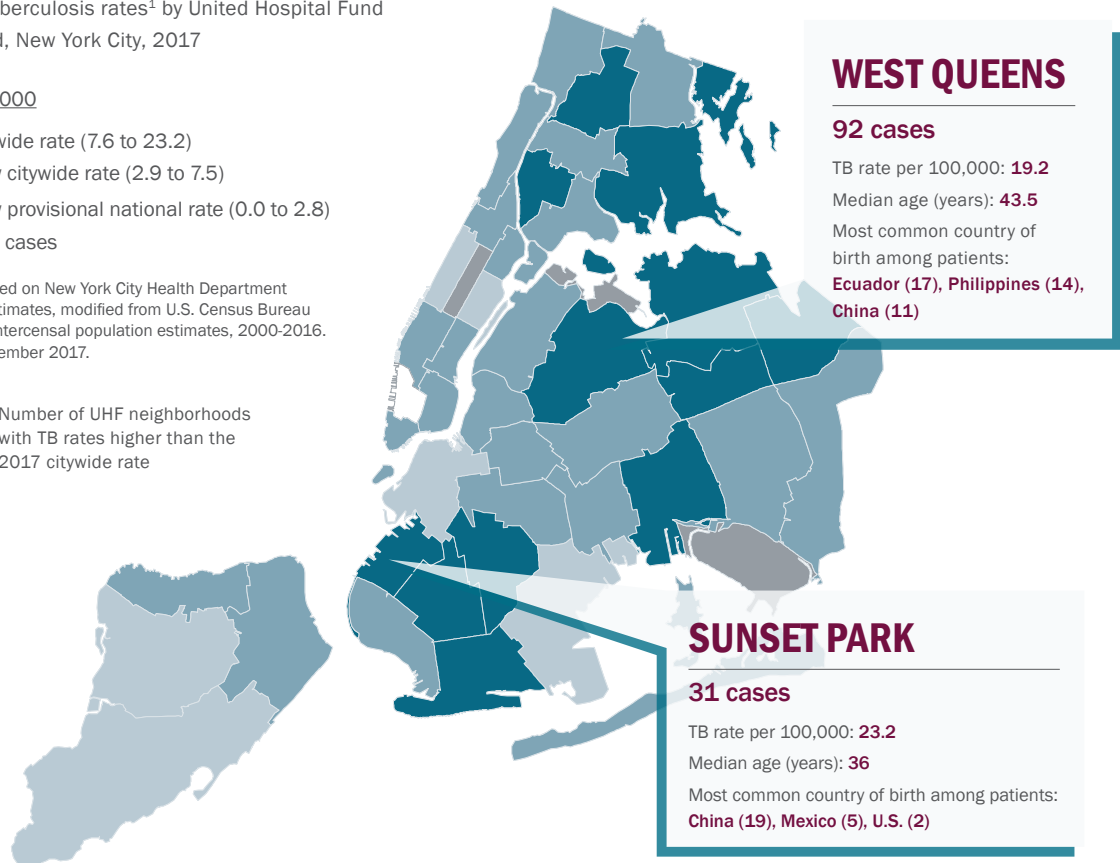 uberculosis rates¹ by United Hospital Fund
d, New York City, 2017
000
wide rate (7.6 to 23.2)
y citywide rate (2.9 to 7.5)
y provisional national rate (0.0 to 2.8)
cases
ed on New York City Health Department
timates, modified from U.S. Census Bureau
ntercensal population estimates, 2000-2016.
ember 2017.
Number of UHF neighborhoods
with TB rates higher than the
2017 citywide rate
WEST QUEENS
92 cases
TB rate per 100,000: 19.2
Median age (years): 43.5
Most common country of
birth among patients:
Ecuador (17), Philippines (14),
China (11)
SUNSET PARK
31 cases
TB rate per 100,000: 23.2
Median age (years): 36
Most common country of birth among patients:
China (19), Mexico (5), U.S. (2)